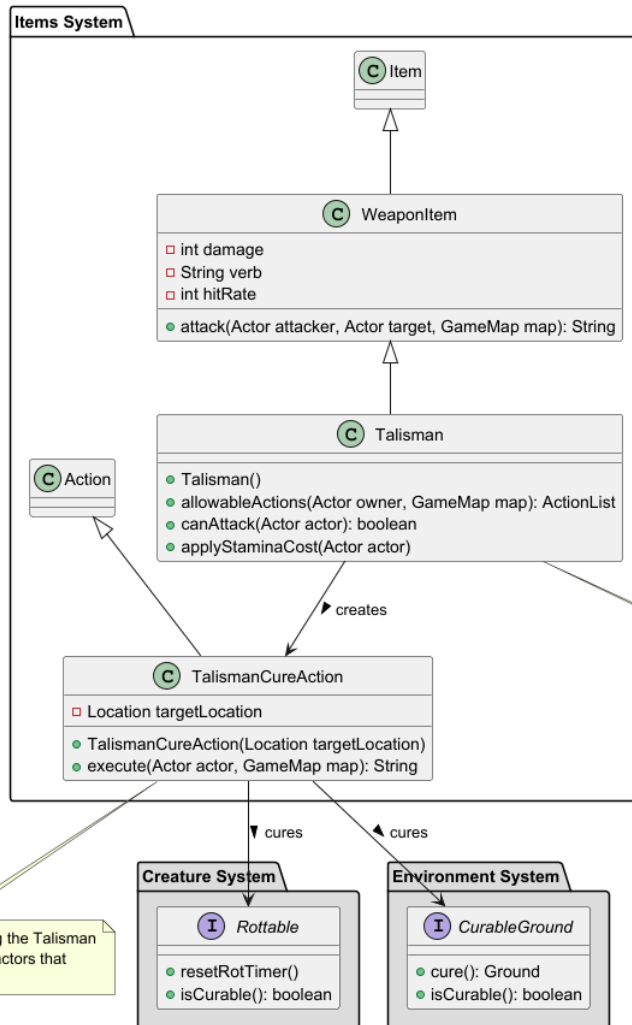 Items System
C Item
C WeaponItem
int damage
String verb
int hitRate
attack(Actor attacker, Actor target, GameMap map): String
C Talisman
Talisman()
allowableActions(Actor owner, GameMap map): ActionList
canAttack(Actor actor): boolean
applyStaminaCost(Actor actor)
C Action
creates
C TalismanCureAction
Location targetLocation
TalismanCureAction(Location targetLocation)
execute(Actor actor, GameMap map): String
cures
cures
Creature System
I Rottable
resetRotTimer()
isCurable(): boolean
Environment System
I CurableGround
cure(): Ground
isCurable(): boolean
the Talisman
actors that